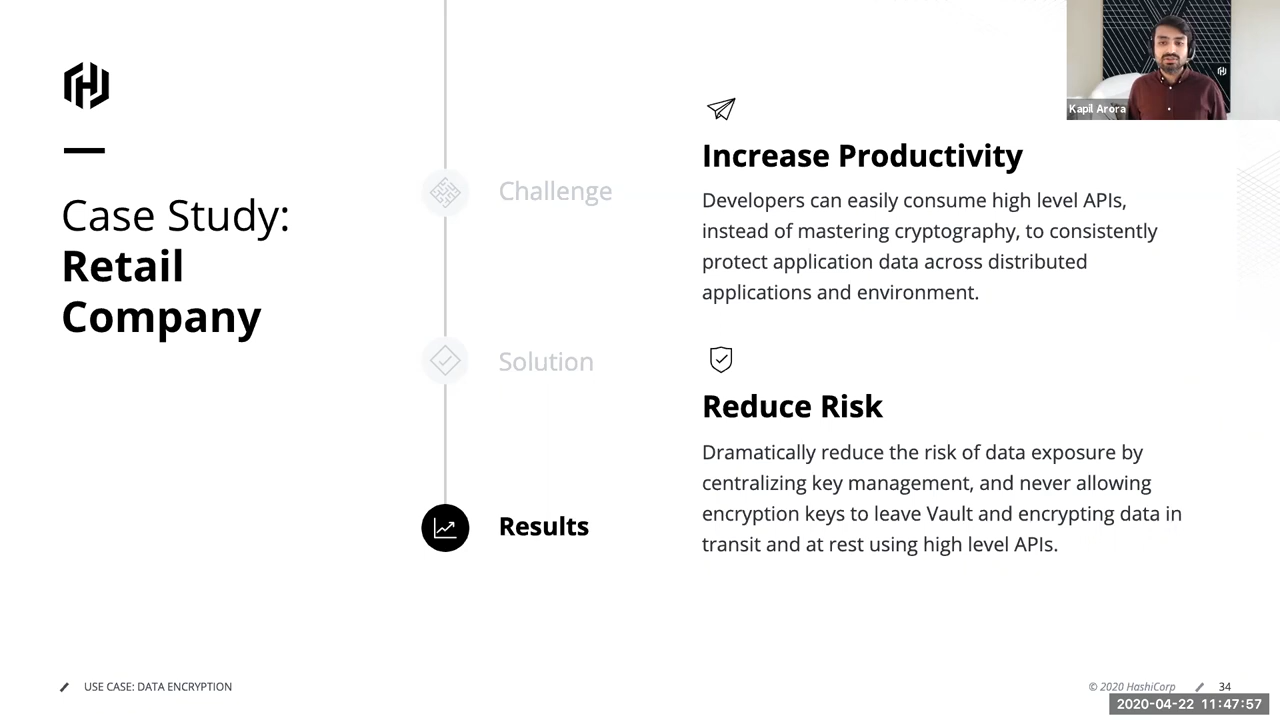 Case Study:
Retail
Company
Challenge
Solution
Results
Increase Productivity
Developers can easily consume high level APIs,
instead of mastering cryptography, to consistently
protect application data across distributed
applications and environment.
Reduce Risk
Dramatically reduce the risk of data exposure by
centralizing key management, and never allowing
encryption keys to leave Vault and encrypting data in
transit and at rest using high level APIs.
Kapil Arora
USE CASE: DATA ENCRYPTION
© 2020 HashiCorp
34
2020-04-22 11:47:57